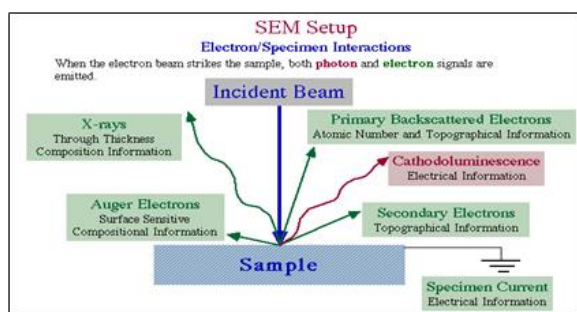 SEM Setup
Electron/Specimen Interactions
When the electron beam strikes the sample, both photon and electron signals are
emitted.
Incident Beam
X-rays
Through Thickness
Composition Information
Primary Backscattered Electrons
Atomic Number and Topographical Information
Cathodoluminescence
Electrical Information
Auger Electrons
Surface Sensitive
Compositional Information
Secondary Electrons
Topographical Information
Sample
Specimen Current
Electrical Information